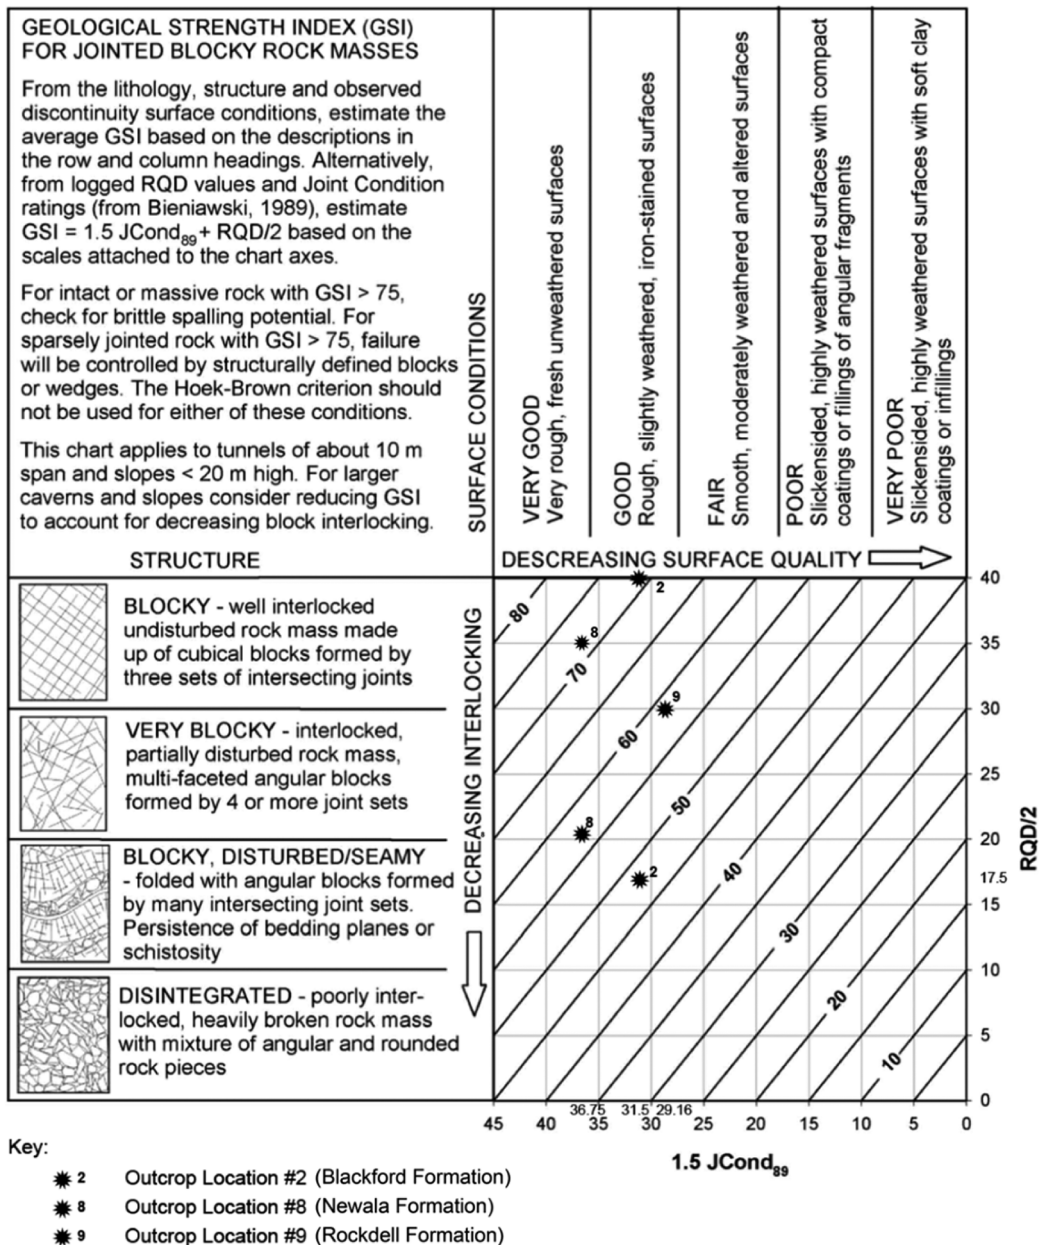 GEOLOGICAL STRENGTH INDEX (GSI)
FOR JOINTED BLOCKY ROCK MASSES
From the lithology, structure and observed
discontinuity surface conditions, estimate the
average GSI based on the descriptions in
the row and column headings. Alternatively,
from logged RQD values and Joint Condition
ratings (from Bieniawski, 1989), estimate
GSI = 1.5 JCond89 + RQD/2 based on the
scales attached to the chart axes.
For intact or massive rock with GSI > 75,
check for brittle spalling potential. For
sparsely jointed rock with GSI > 75, failure
will be controlled by structurally defined blocks
or wedges. The Hoek-Brown criterion should
not be used for either of these conditions.
This chart applies to tunnels of about 10 m
span and slopes < 20 m high. For larger
caverns and slopes consider reducing GSI
to account for decreasing block interlocking.
SURFACE CONDITIONS
VERY GOOD
Very rough, fresh unweathered surfaces
GOOD
Rough, slightly weathered, iron-stained surfaces
FAIR
Smooth, moderately weathered and altered surfaces
POOR
Slickensided, highly weathered surfaces with compact
coatings or fillings of angular fragments
VERY POOR
Slickensided, highly weathered surfaces with soft clay
coatings or infillings
STRUCTURE
DESCREASING SURFACE QUALITY
BLOCKY - well interlocked
undisturbed rock mass made
up of cubical blocks formed by
three sets of intersecting joints
VERY BLOCKY - interlocked,
partially disturbed rock mass,
multi-faceted angular blocks
formed by 4 or more joint sets
BLOCKY, DISTURBED/SEAMY
- folded with angular blocks formed
by many intersecting joint sets.
Persistence of bedding planes or
schistosity
DISINTEGRATED - poorly inter-
locked, heavily broken rock mass
with mixture of angular and rounded
rock pieces
DECREASING INTERLOCKING
80
70
60
50
40
30
20
10
2
8
9
8
2
40
35
30
25
20
17.5
15
10
5
0
RQD/2
36.75 31.5 29.16
45 40 35 30 25 20 15 10 5 0
1.5 JCond89
Key:
2 Outcrop Location #2 (Blackford Formation)
8 Outcrop Location #8 (Newala Formation)
9 Outcrop Location #9 (Rockdell Formation)